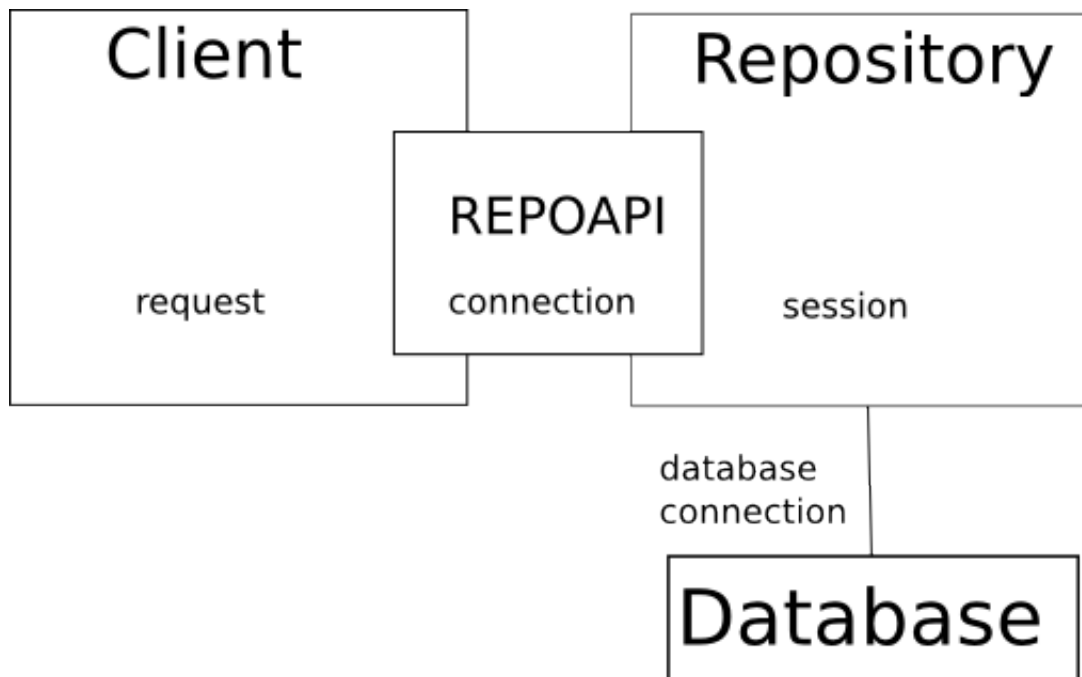 Client
Repository
REPOAPI
request
connection
session
database
connection
Database